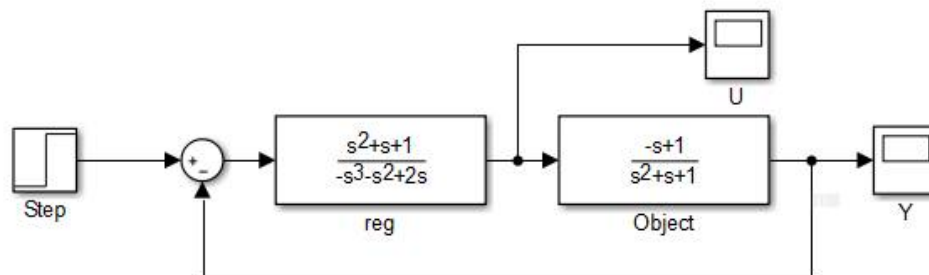 U
s²+s+1
-s³-s²+2s
-s+1
s²+s+1
+
−
Step
reg
Object
Y